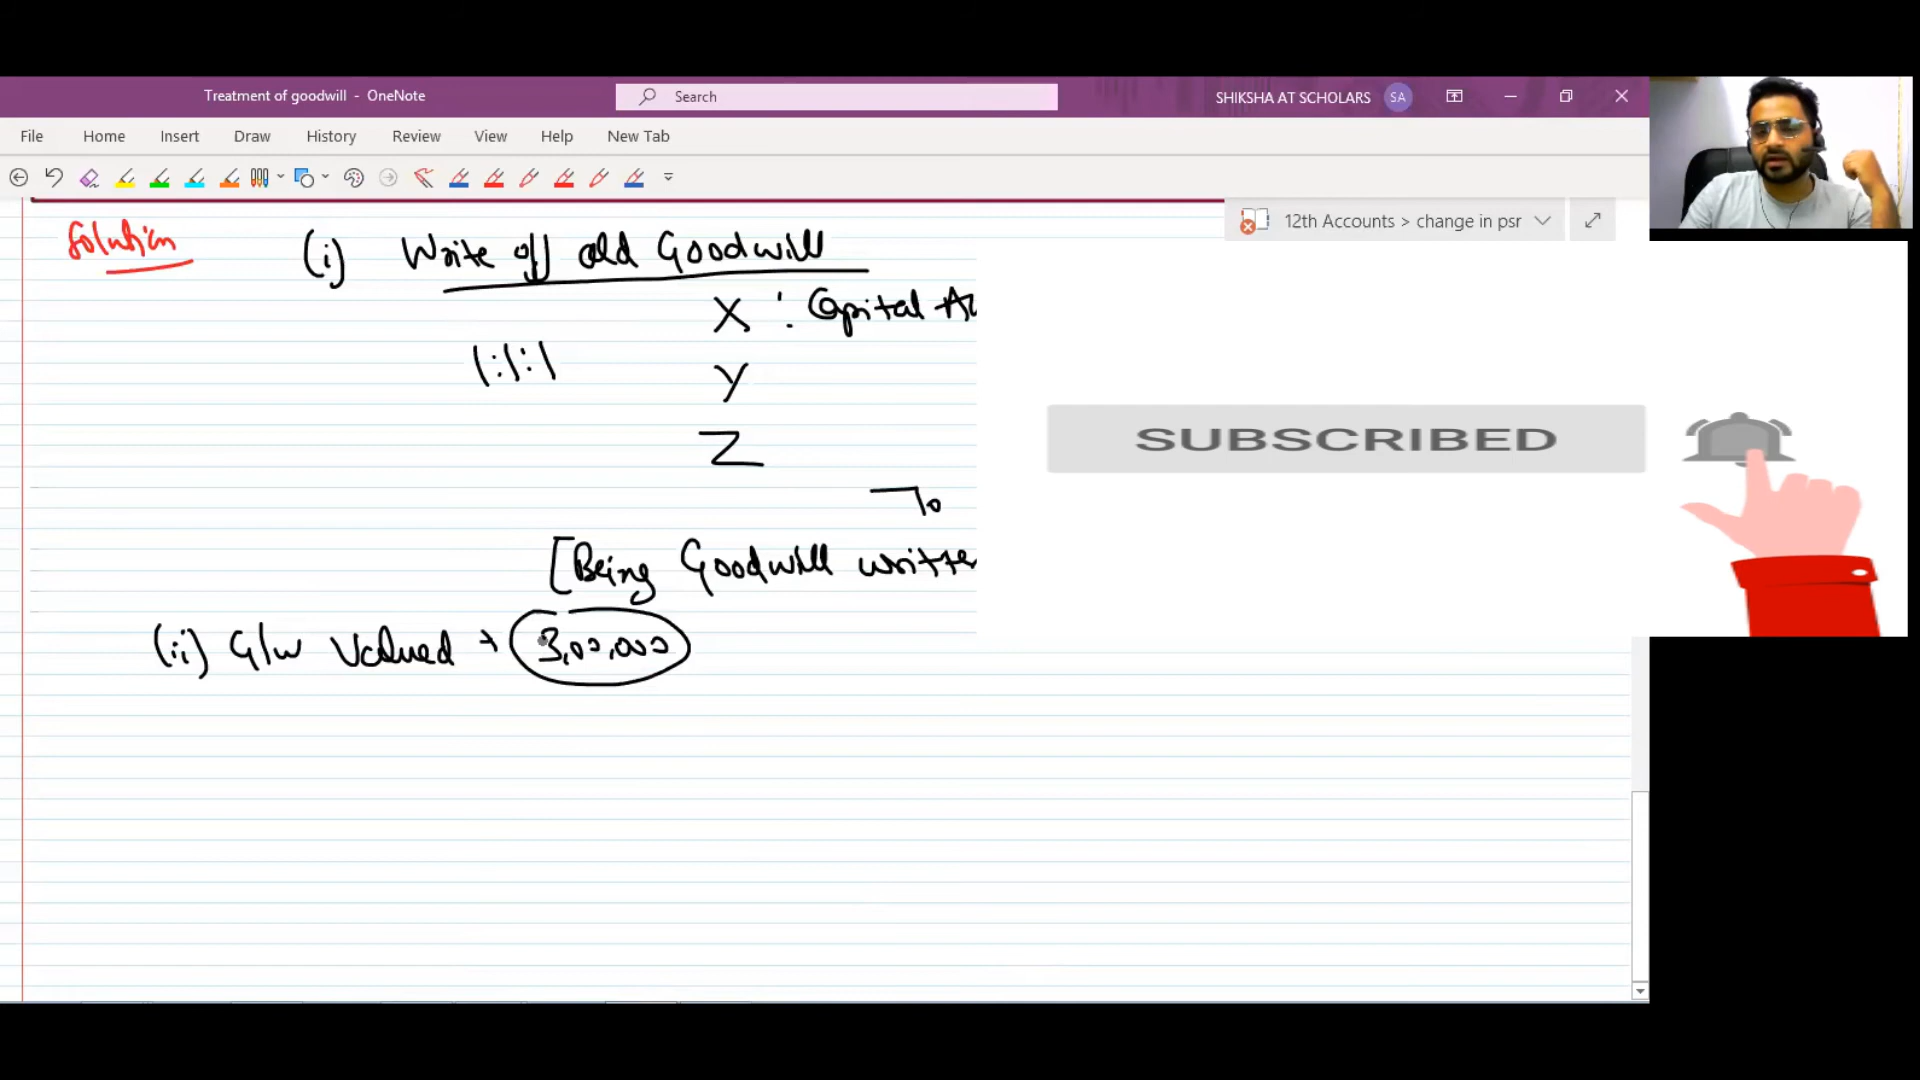 Treatment of goodwill - OneNote
Search
SHIKSHA AT SCHOLARS
SA
File Home Insert Draw History Review View Help New Tab
12th Accounts > change in psr
Solution
(i) Write off old Goodwill
X : Capital A
1:1:1
Y
Z
To
[Being Goodwill written
SUBSCRIBED
(ii) G/w Valued → 3,00,000